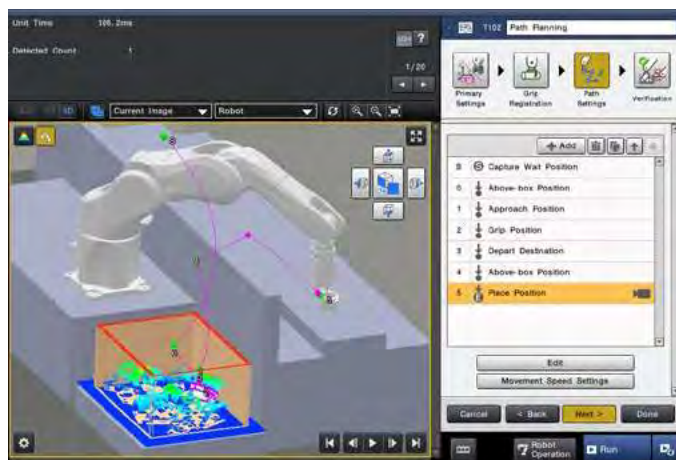 Unit Time 106.2ms
Detected Count 1
?
1/20
3D Current Image Robot
T102 Path Planning
Primary Settings
Grip Registration
Path Settings
Verification
+ Add
S Capture Wait Position
0 Above-box Position
1 Approach Position
2 Grip Position
3 Depart Destination
4 Above-box Position
5 Place Position
Edit
Movement Speed Settings
Cancel
< Back
Next >
Done
Robot Operation
Run